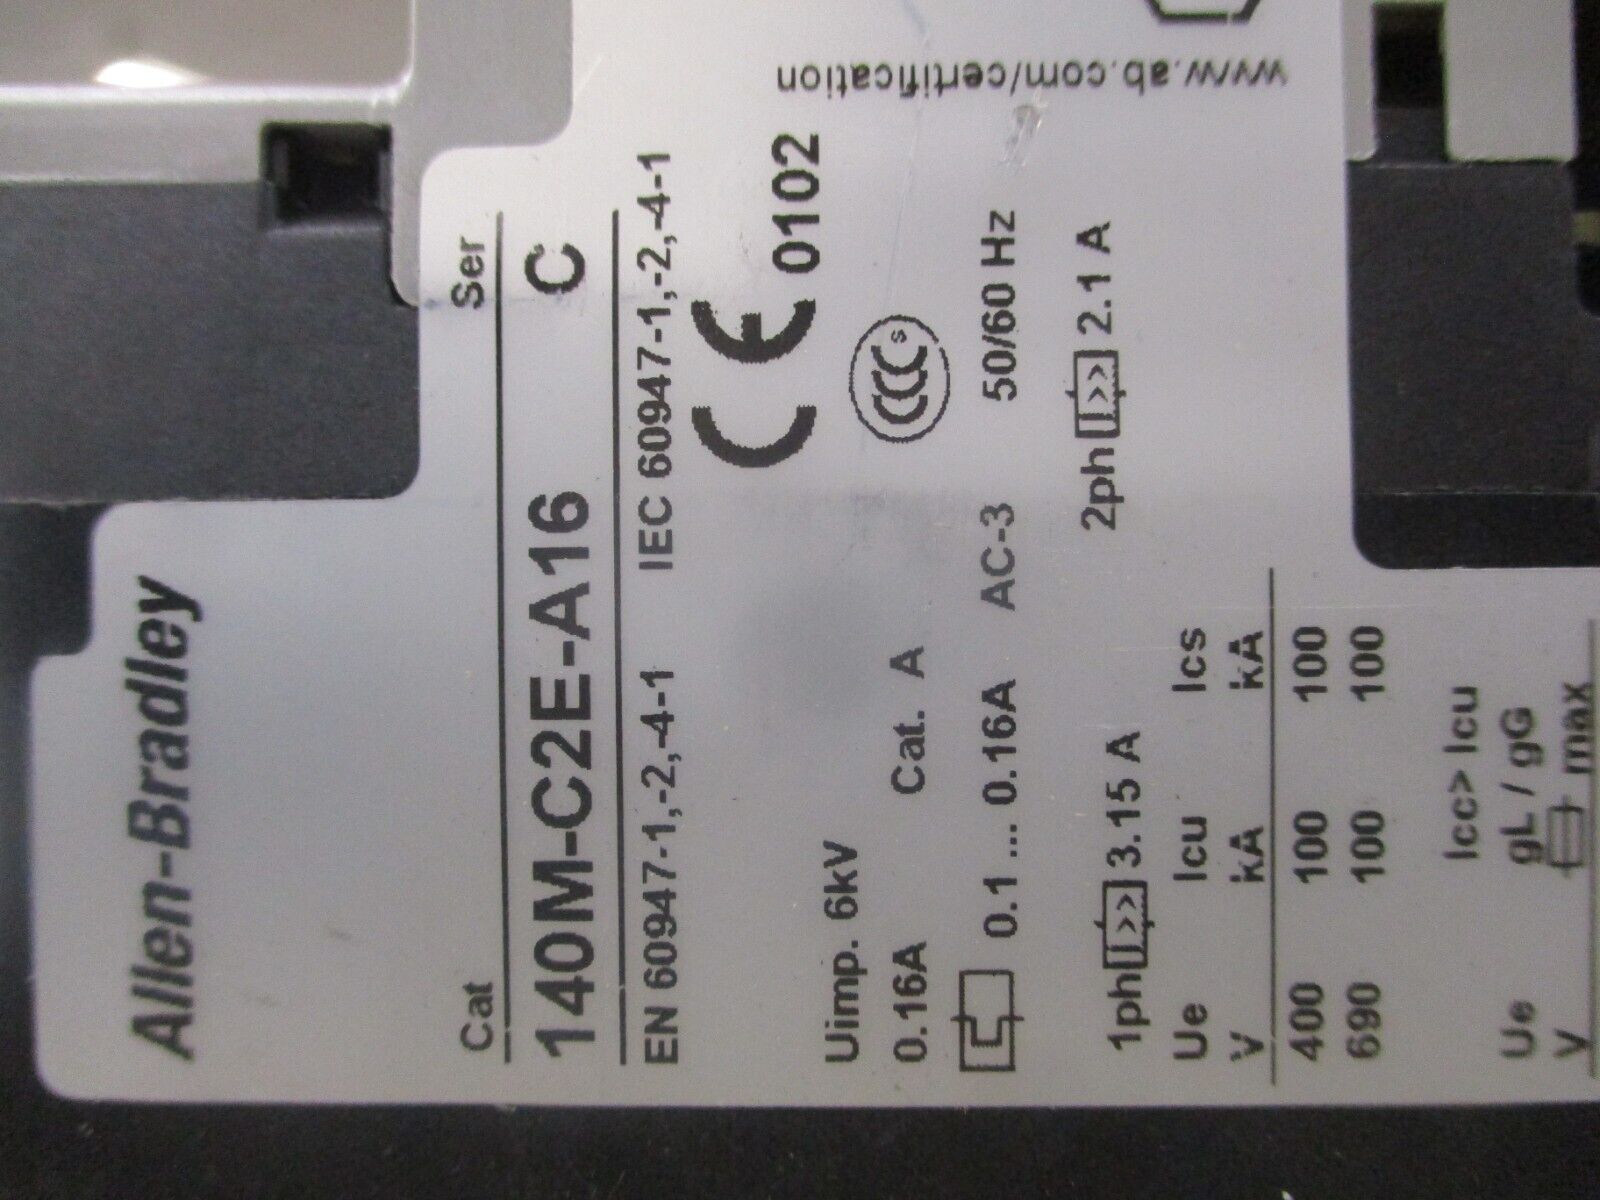 Allen-Bradley
Cat Ser
140M-C2E-A16 C
EN 60947-1,-2,-4-1 IEC 60947-1,-2,-4-1
CE 0102
Uimp. 6kV
0.16A Cat. A
CCC S
0.1 ... 0.16A AC-3 50/60 Hz
1ph I>> 3.15 A 2ph I>> 2.1 A
Ue Icu Ics
V kA kA
400 100 100
690 100 100
Icc> Icu
Ue gL / gG
V max
www.ab.com/certification